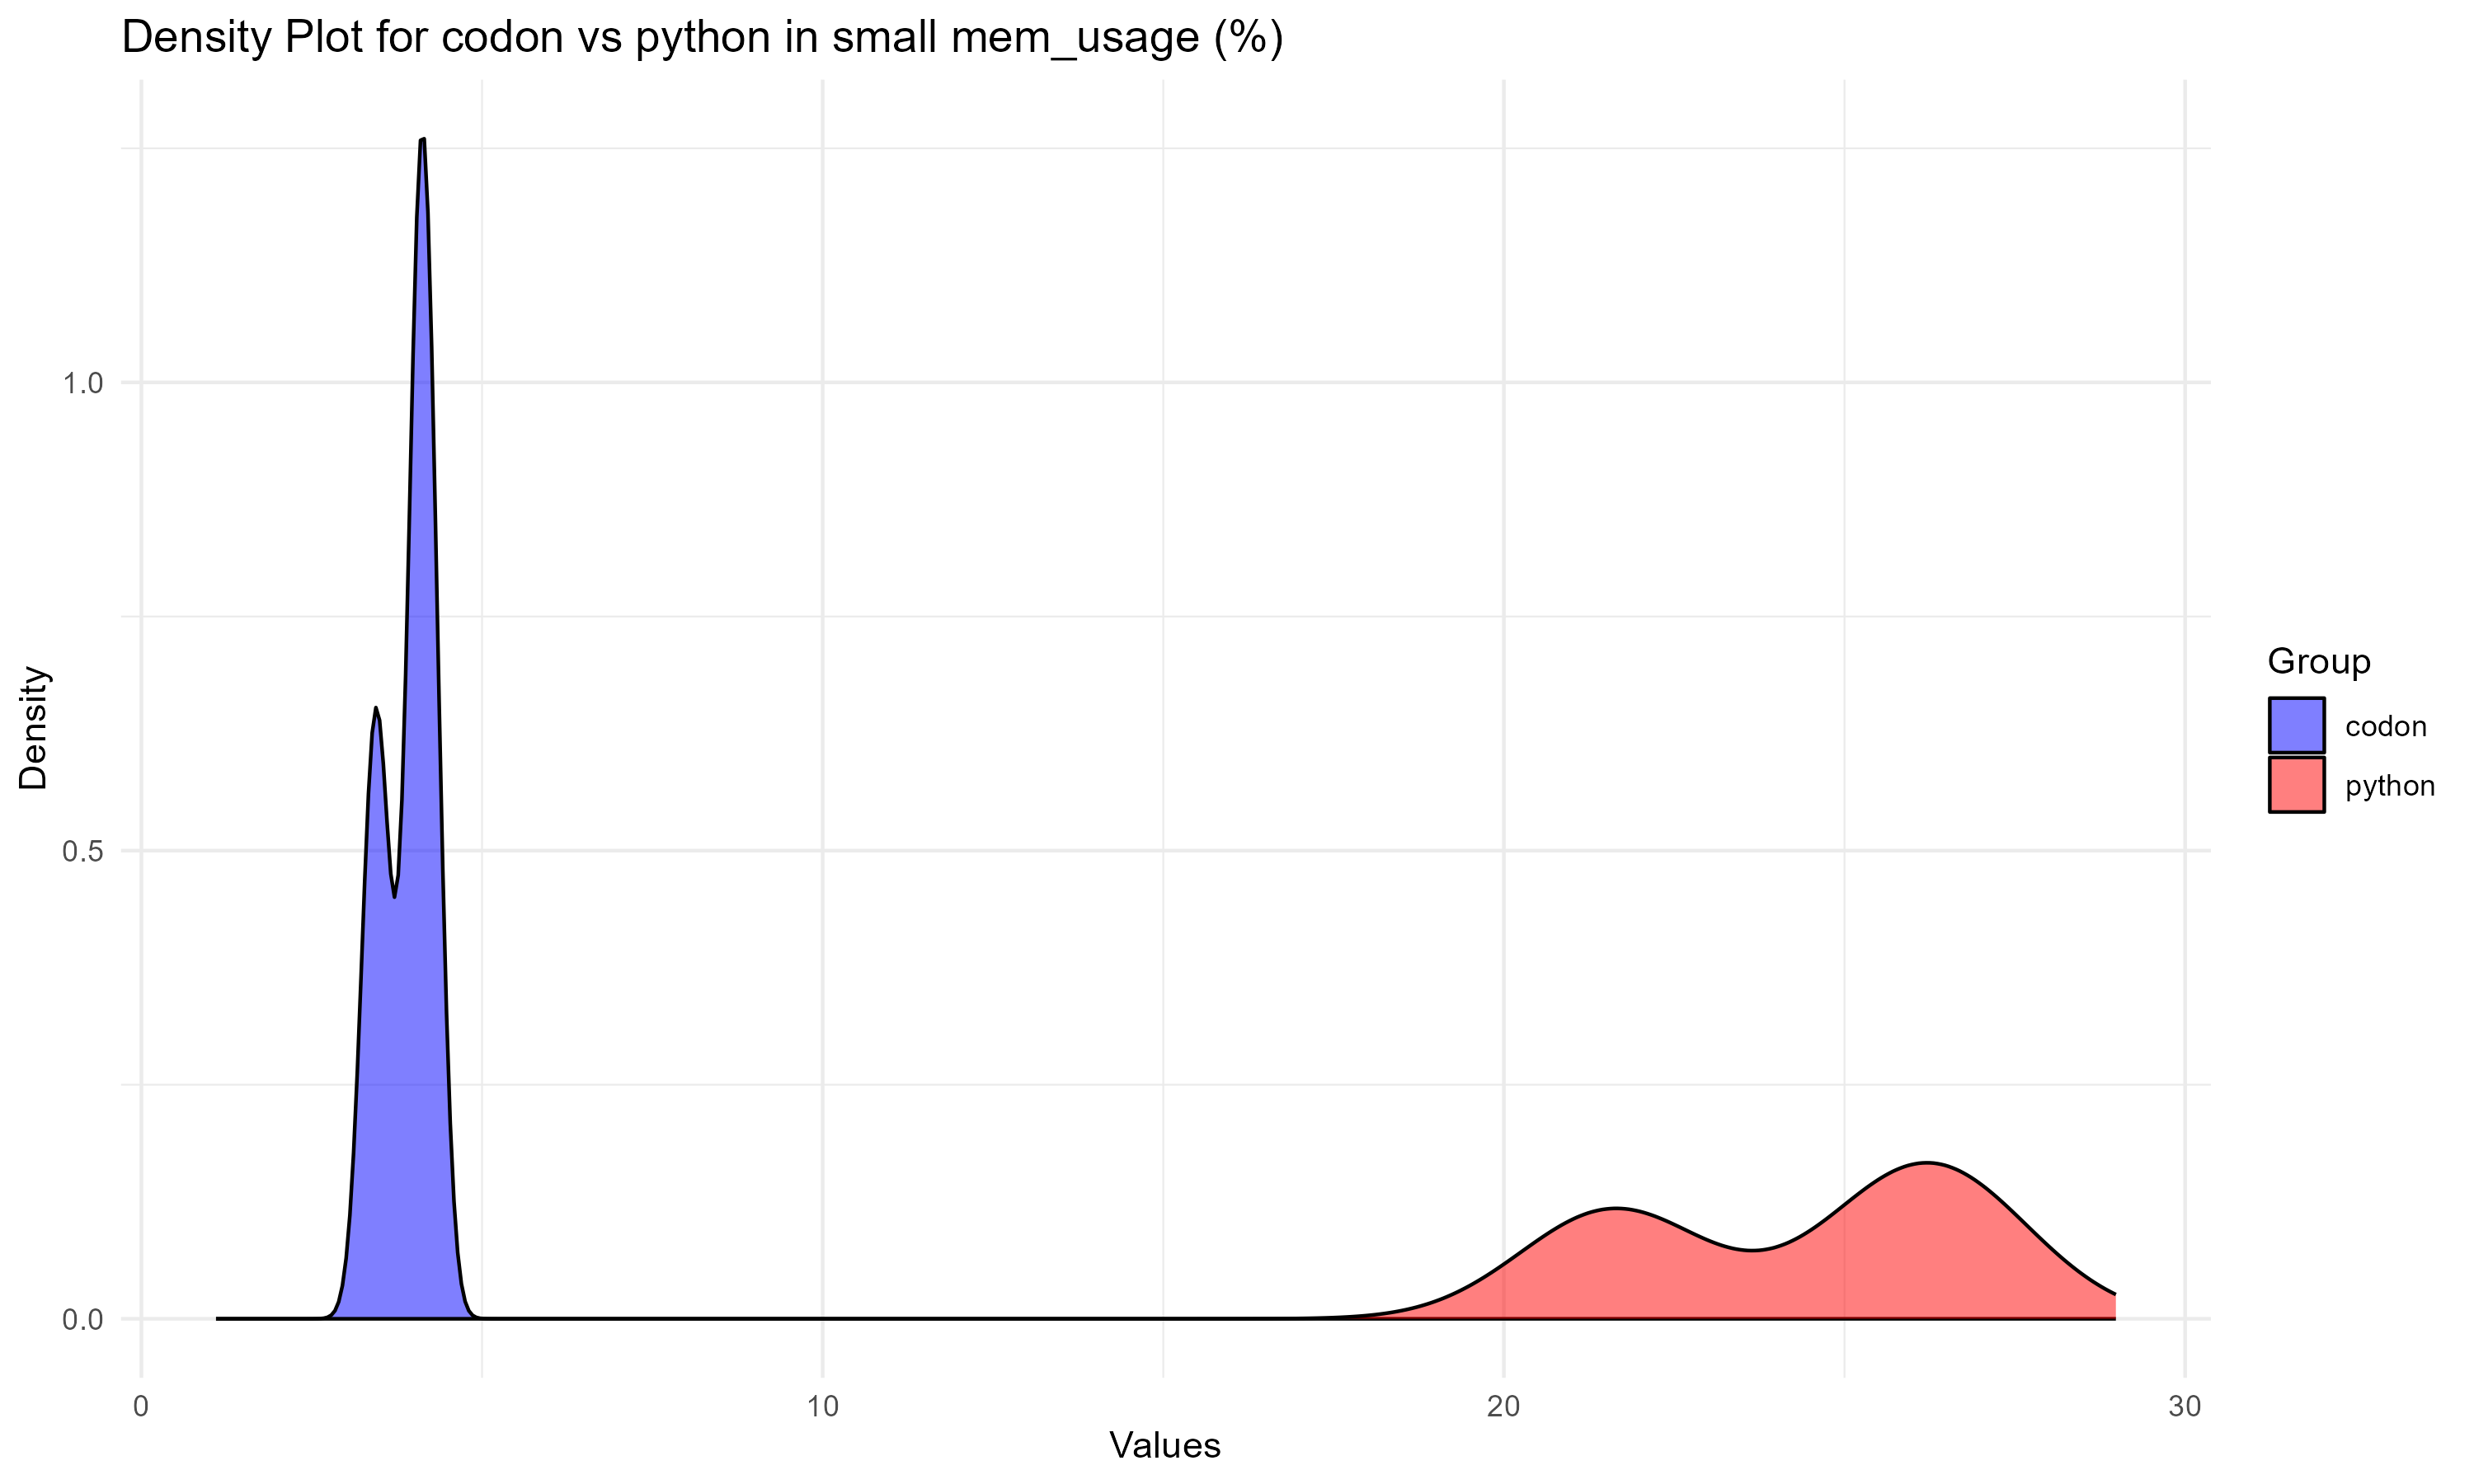 Density Plot for codon vs python in small mem_usage (%)
Density
1.0
0.5
0.0
0
10
20
30
Values
Group
codon
python